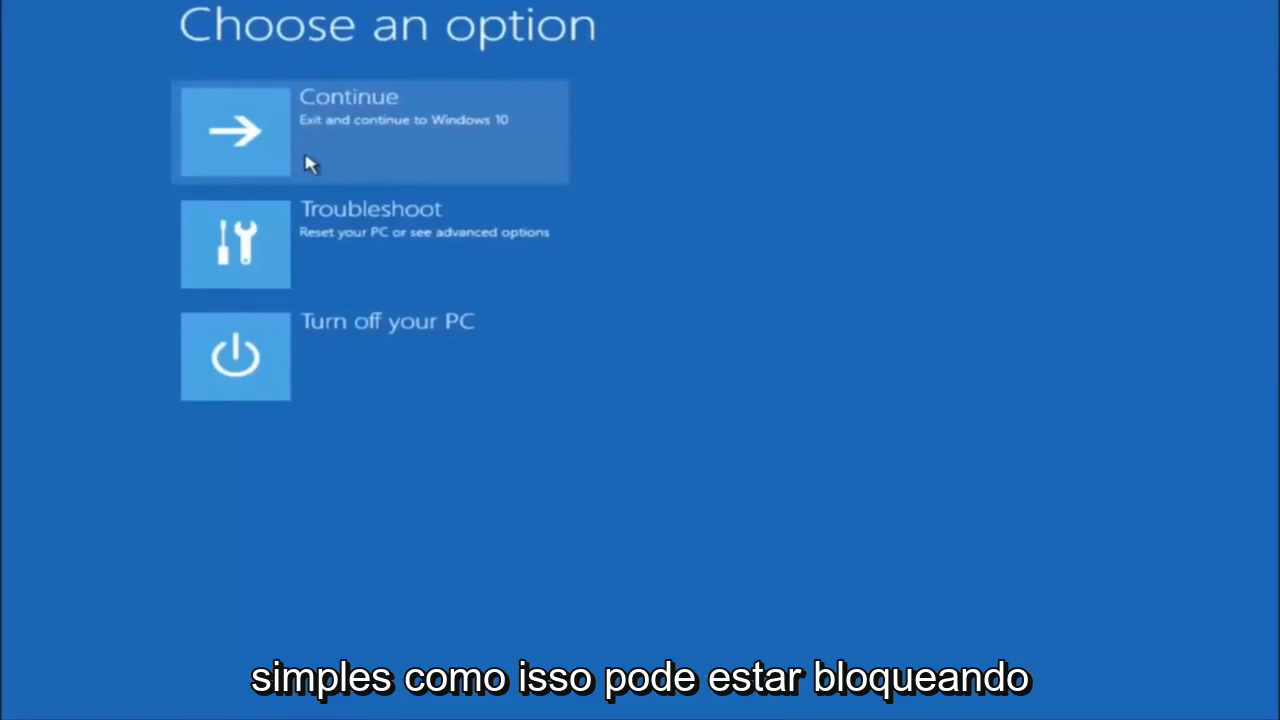 Choose an option
Continue
Exit and continue to Windows 10
Troubleshoot
Reset your PC or see advanced options
Turn off your PC
simples como isso pode estar bloqueando